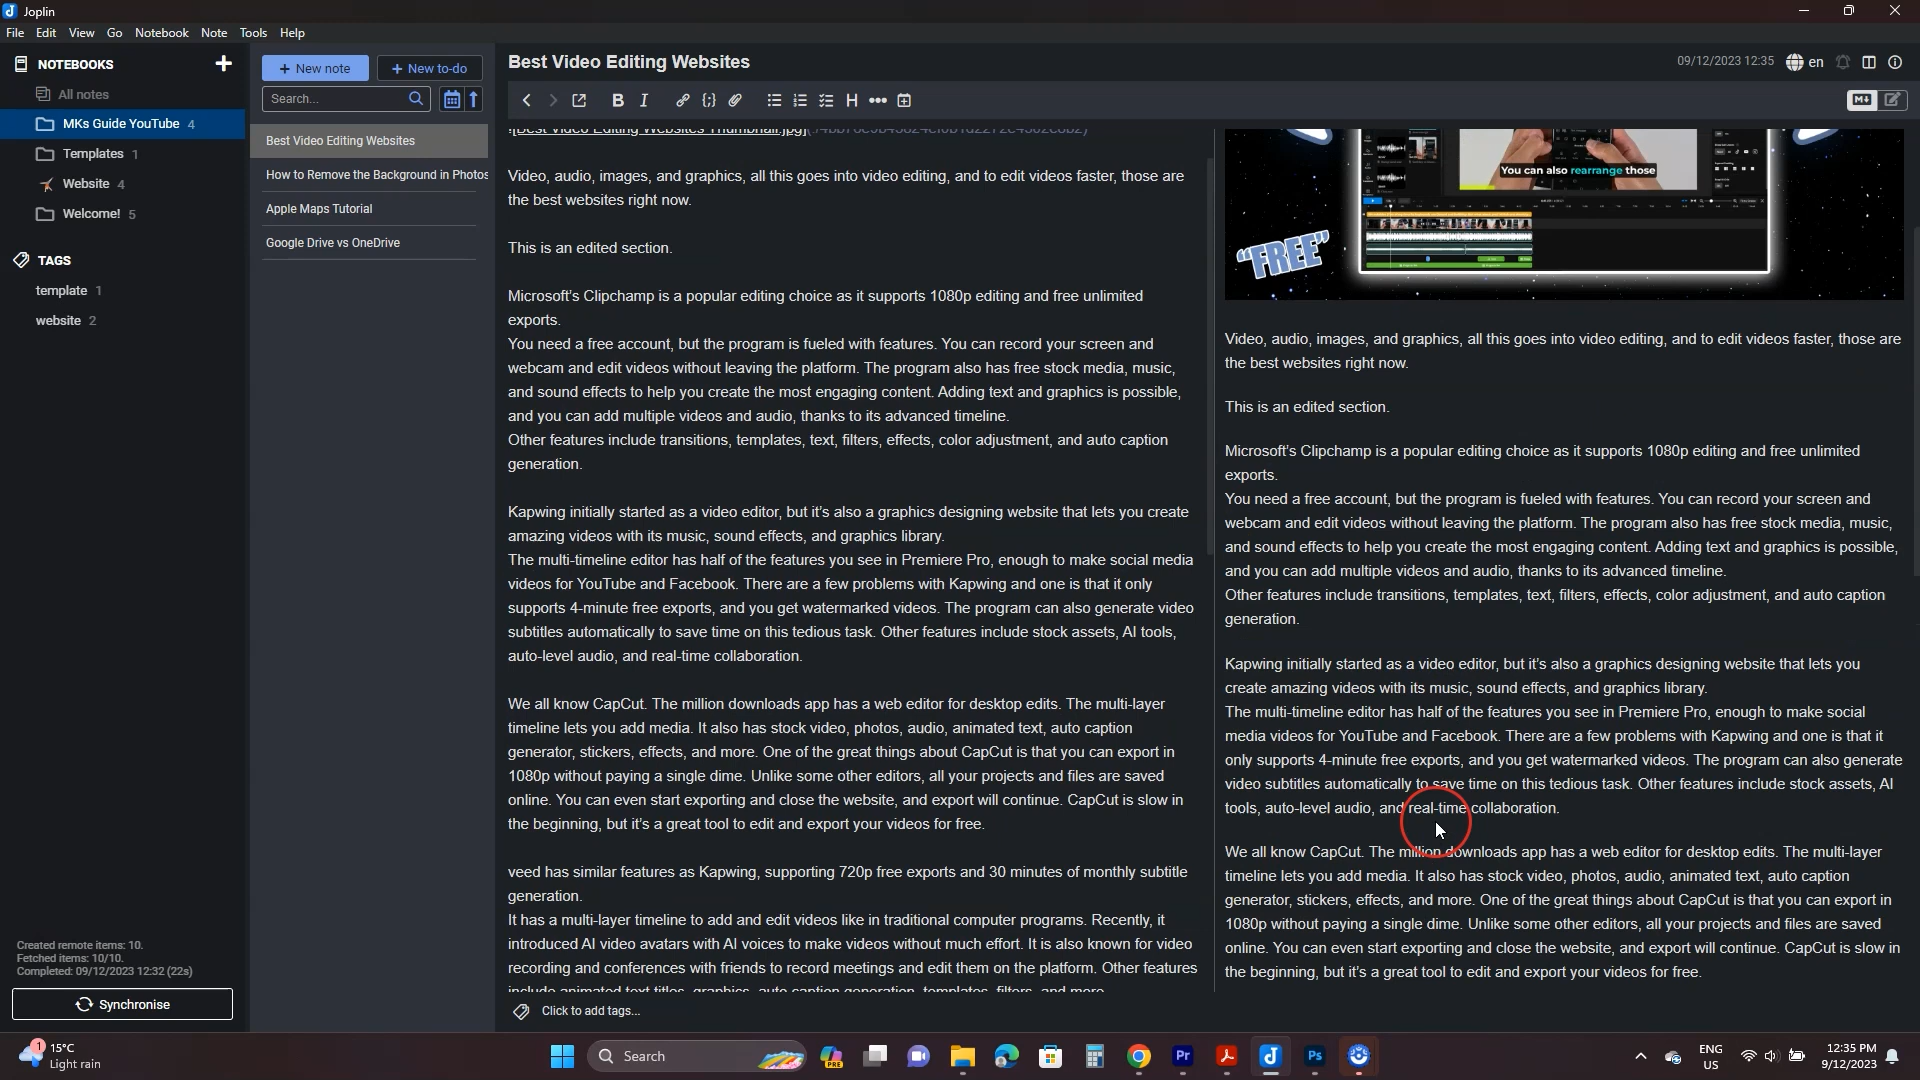 Joplin
File Edit View Go Notebook Note Tools Help
NOTEBOOKS
All notes
MKs Guide YouTube 4
Templates 1
Website 4
Welcome! 5
TAGS
template 1
website 2
Created remote items: 10.
Fetched items: 10/10.
Completed: 09/12/2023 12:32 (22s)
Synchronise
+ New note
+ New to-do
Search...
Best Video Editing Websites
How to Remove the Background in Photos
Apple Maps Tutorial
Google Drive vs OneDrive
Best Video Editing Websites
09/12/2023 12:35 en
B I H M
Video, audio, images, and graphics, all this goes into video editing, and to edit videos faster, those are
the best websites right now.
This is an edited section.
Microsoft's Clipchamp is a popular editing choice as it supports 1080p editing and free unlimited
exports.
You need a free account, but the program is fueled with features. You can record your screen and
webcam and edit videos without leaving the platform. The program also has free stock media, music,
and sound effects to help you create the most engaging content. Adding text and graphics is possible,
and you can add multiple videos and audio, thanks to its advanced timeline.
Other features include transitions, templates, text, filters, effects, color adjustment, and auto caption
generation.
Kapwing initially started as a video editor, but it's also a graphics designing website that lets you create
amazing videos with its music, sound effects, and graphics library.
The multi-timeline editor has half of the features you see in Premiere Pro, enough to make social media
videos for YouTube and Facebook. There are a few problems with Kapwing and one is that it only
supports 4-minute free exports, and you get watermarked videos. The program can also generate video
subtitles automatically to save time on this tedious task. Other features include stock assets, AI tools,
auto-level audio, and real-time collaboration.
We all know CapCut. The million downloads app has a web editor for desktop edits. The multi-layer
timeline lets you add media. It also has stock video, photos, audio, animated text, auto caption
generator, stickers, effects, and more. One of the great things about CapCut is that you can export in
1080p without paying a single dime. Unlike some other editors, all your projects and files are saved
online. You can even start exporting and close the website, and export will continue. CapCut is slow in
the beginning, but it's a great tool to edit and export your videos for free.
veed has similar features as Kapwing, supporting 720p free exports and 30 minutes of monthly subtitle
generation.
It has a multi-layer timeline to add and edit videos like in traditional computer programs. Recently, it
introduced AI video avatars with AI voices to make videos without much effort. It is also known for video
recording and conferences with friends to record meetings and edit them on the platform. Other features
include animated text titles, graphics, auto caption generation, templates, filters, and more.
Click to add tags...
You can also rearrange those
"FREE"
Video, audio, images, and graphics, all this goes into video editing, and to edit videos faster, those are
the best websites right now.
This is an edited section.
Microsoft's Clipchamp is a popular editing choice as it supports 1080p editing and free unlimited
exports.
You need a free account, but the program is fueled with features. You can record your screen and
webcam and edit videos without leaving the platform. The program also has free stock media, music,
and sound effects to help you create the most engaging content. Adding text and graphics is possible,
and you can add multiple videos and audio, thanks to its advanced timeline.
Other features include transitions, templates, text, filters, effects, color adjustment, and auto caption
generation.
Kapwing initially started as a video editor, but it's also a graphics designing website that lets you
create amazing videos with its music, sound effects, and graphics library.
The multi-timeline editor has half of the features you see in Premiere Pro, enough to make social
media videos for YouTube and Facebook. There are a few problems with Kapwing and one is that it
only supports 4-minute free exports, and you get watermarked videos. The program can also generate
video subtitles automatically to save time on this tedious task. Other features include stock assets, AI
tools, auto-level audio, and real-time collaboration.
We all know CapCut. The million downloads app has a web editor for desktop edits. The multi-layer
timeline lets you add media. It also has stock video, photos, audio, animated text, auto caption
generator, stickers, effects, and more. One of the great things about CapCut is that you can export in
1080p without paying a single dime. Unlike some other editors, all your projects and files are saved
online. You can even start exporting and close the website, and export will continue. CapCut is slow in
the beginning, but it's a great tool to edit and export your videos for free.
1
15°C
Light rain
Search
PRE
Pr
Ps
ENG
US
12:35 PM
9/12/2023